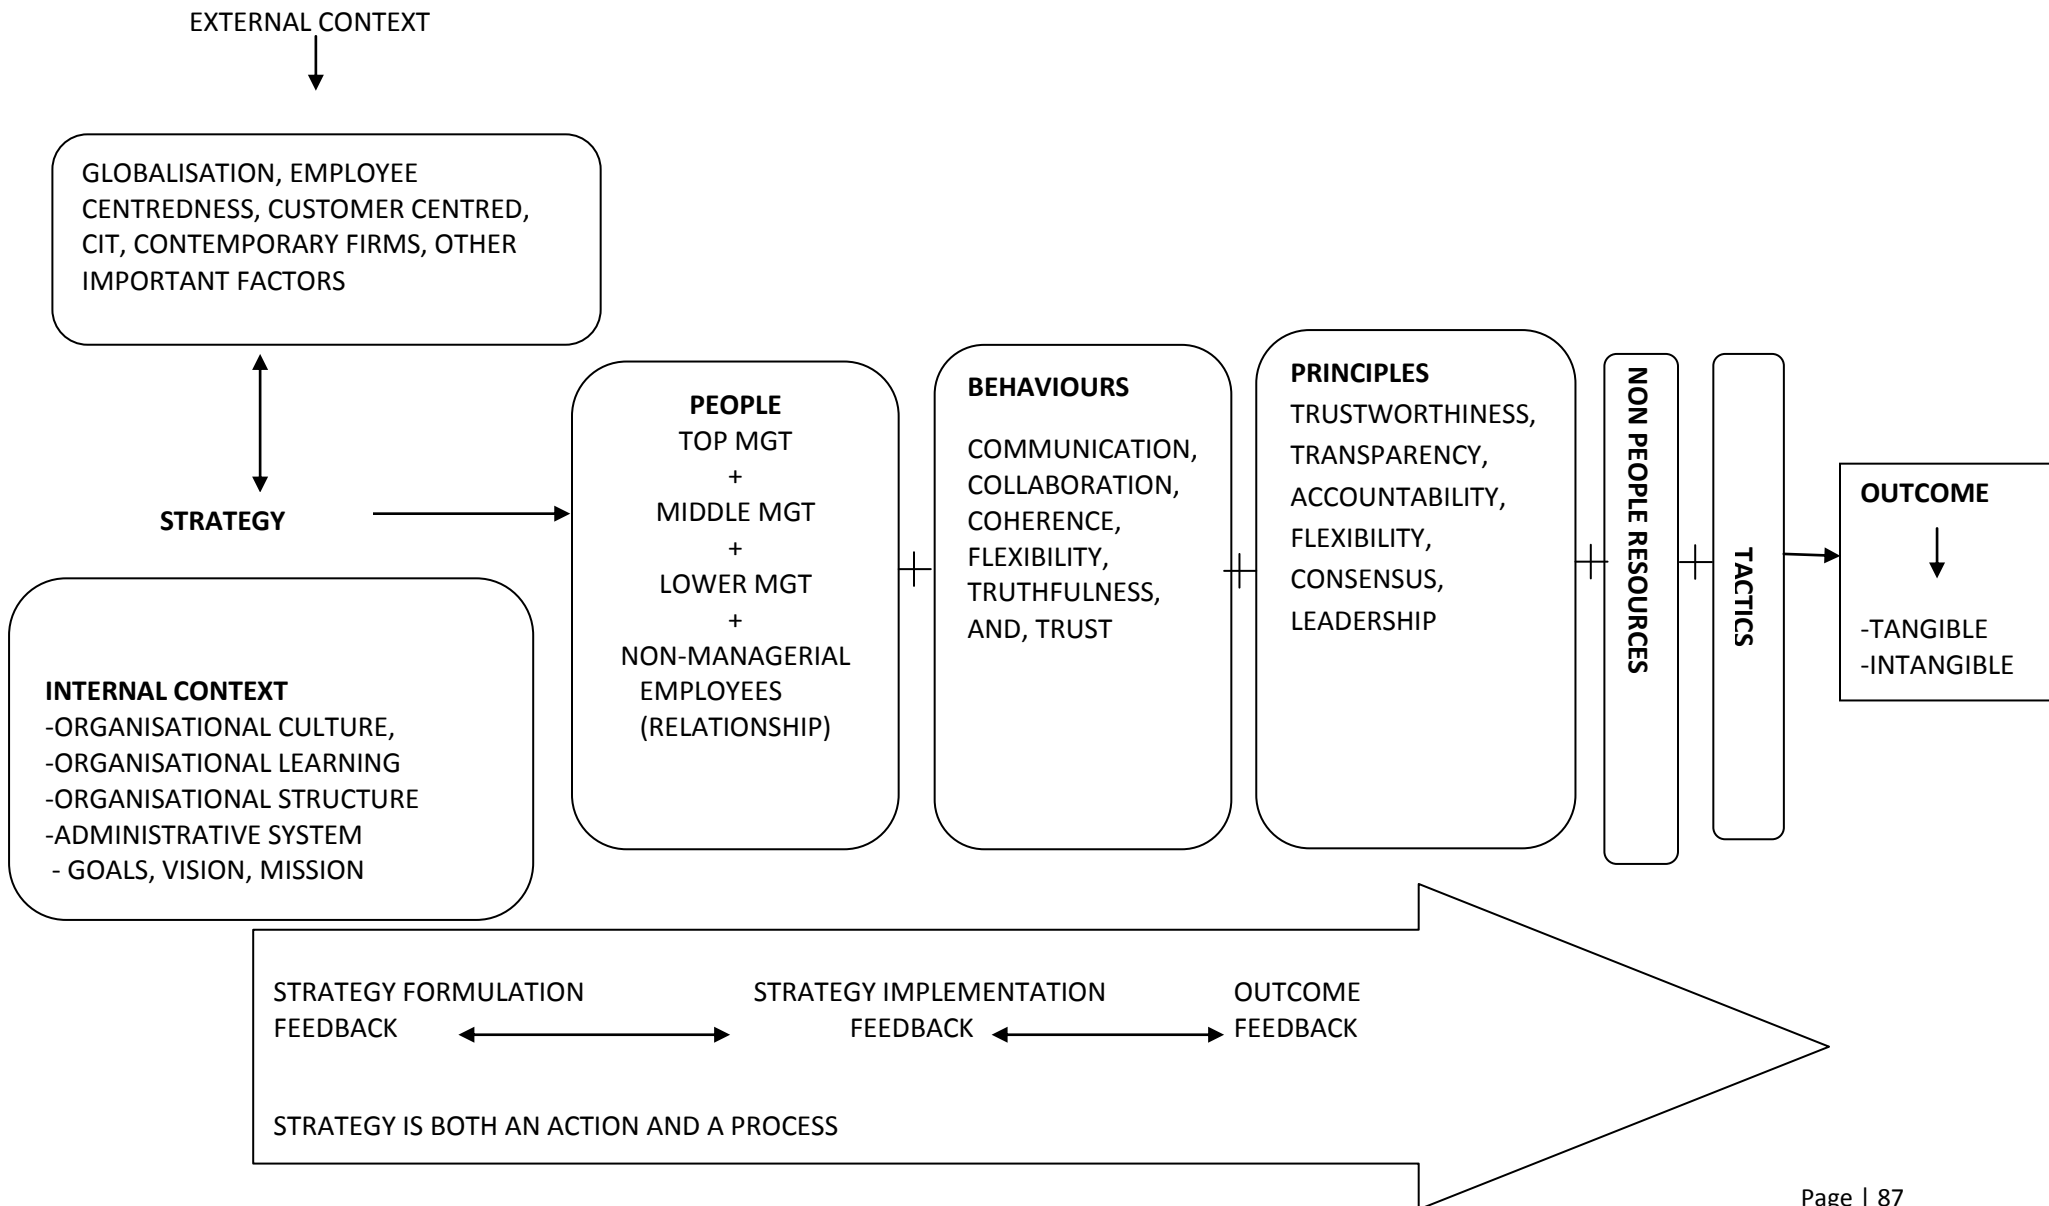 EXTERNAL CONTEXT
GLOBALISATION, EMPLOYEE
CENTREDNESS, CUSTOMER CENTRED,
CIT, CONTEMPORARY FIRMS, OTHER
IMPORTANT FACTORS
STRATEGY
INTERNAL CONTEXT
-ORGANISATIONAL CULTURE,
-ORGANISATIONAL LEARNING
-ORGANISATIONAL STRUCTURE
-ADMINISTRATIVE SYSTEM
- GOALS, VISION, MISSION
PEOPLE
TOP MGT
+
MIDDLE MGT
+
LOWER MGT
+
NON-MANAGERIAL
EMPLOYEES
(RELATIONSHIP)
BEHAVIOURS
COMMUNICATION,
COLLABORATION,
COHERENCE,
FLEXIBILITY,
TRUTHFULNESS,
AND, TRUST
PRINCIPLES
TRUSTWORTHINESS,
TRANSPARENCY,
ACCOUNTABILITY,
FLEXIBILITY,
CONSENSUS,
LEADERSHIP
NON PEOPLE RESOURCES
TACTICS
OUTCOME
-TANGIBLE
-INTANGIBLE
STRATEGY FORMULATION STRATEGY IMPLEMENTATION OUTCOME
FEEDBACK FEEDBACK FEEDBACK
STRATEGY IS BOTH AN ACTION AND A PROCESS
Page | 87